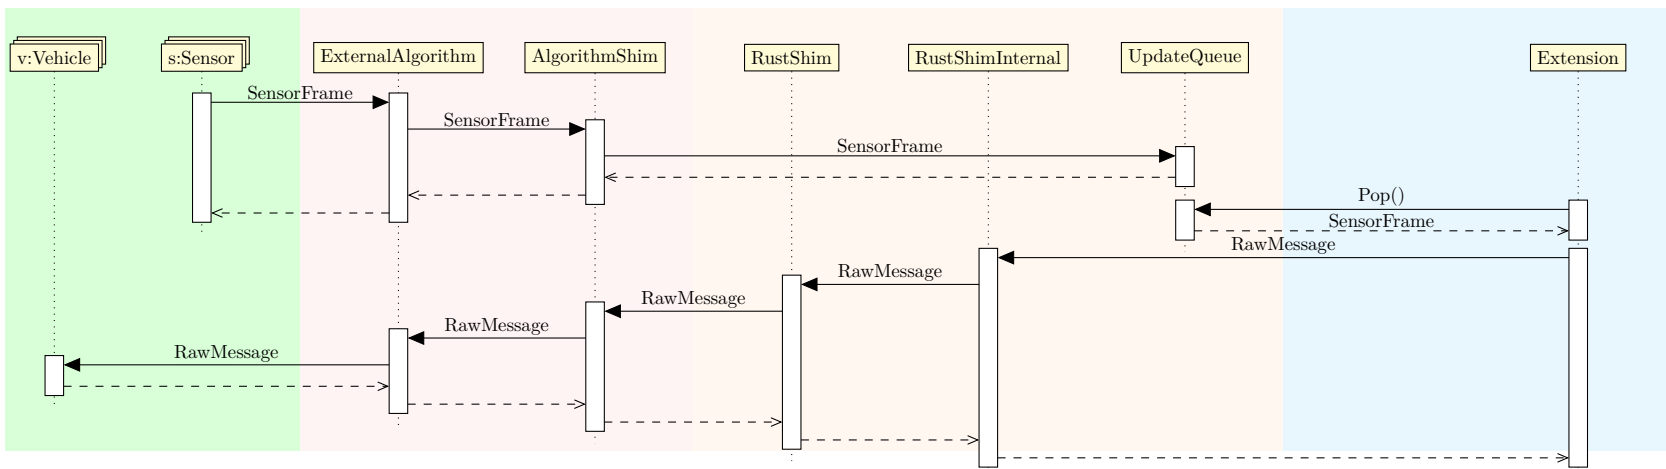 v:Vehicle
s:Sensor
ExternalAlgorithm
AlgorithmShim
RustShim
RustShimInternal
UpdateQueue
Extension
SensorFrame
SensorFrame
SensorFrame
Pop()
SensorFrame
RawMessage
RawMessage
RawMessage
RawMessage
RawMessage